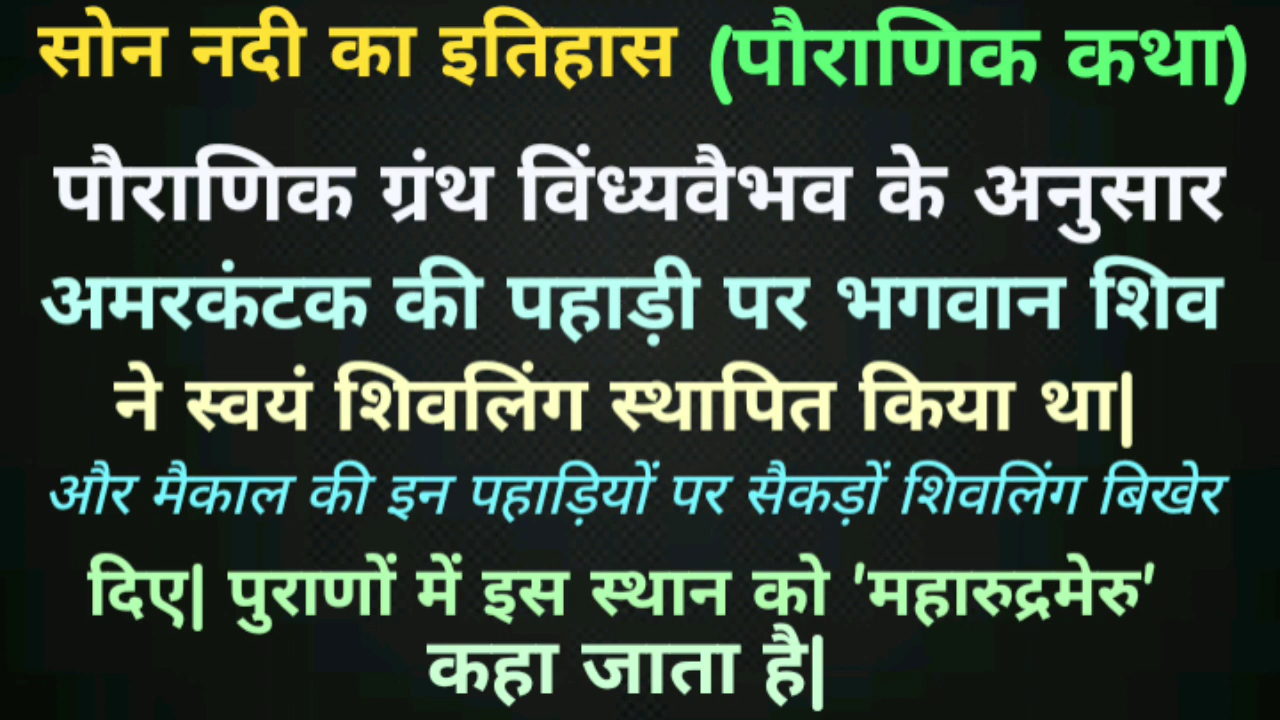 सोन नदी का इतिहास (पौराणिक कथा)
पौराणिक ग्रंथ विंध्यवैभव के अनुसार
अमरकंटक की पहाड़ी पर भगवान शिव
ने स्वयं शिवलिंग स्थापित किया था|
और मैकाल की इन पहाड़ियों पर सैकड़ों शिवलिंग बिखेर
दिए| पुराणों में इस स्थान को 'महारुद्रमेरु'
कहा जाता है|